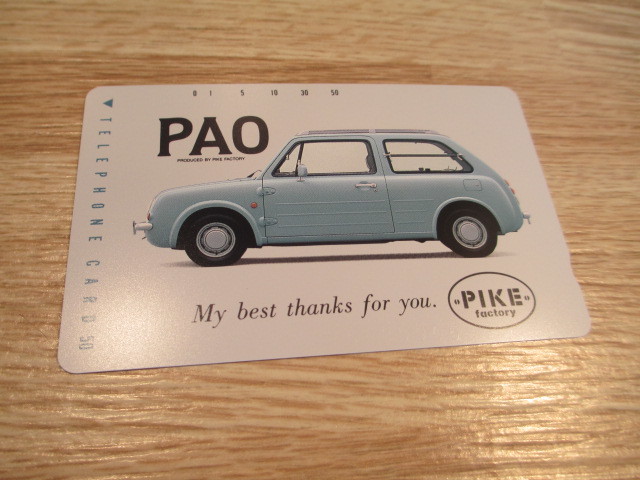 0 1 5 10 30 50
◀ TELEPHONE CARD 50
PAO
PRODUCED BY PIKE FACTORY
My best thanks for you.
PIKE
factory